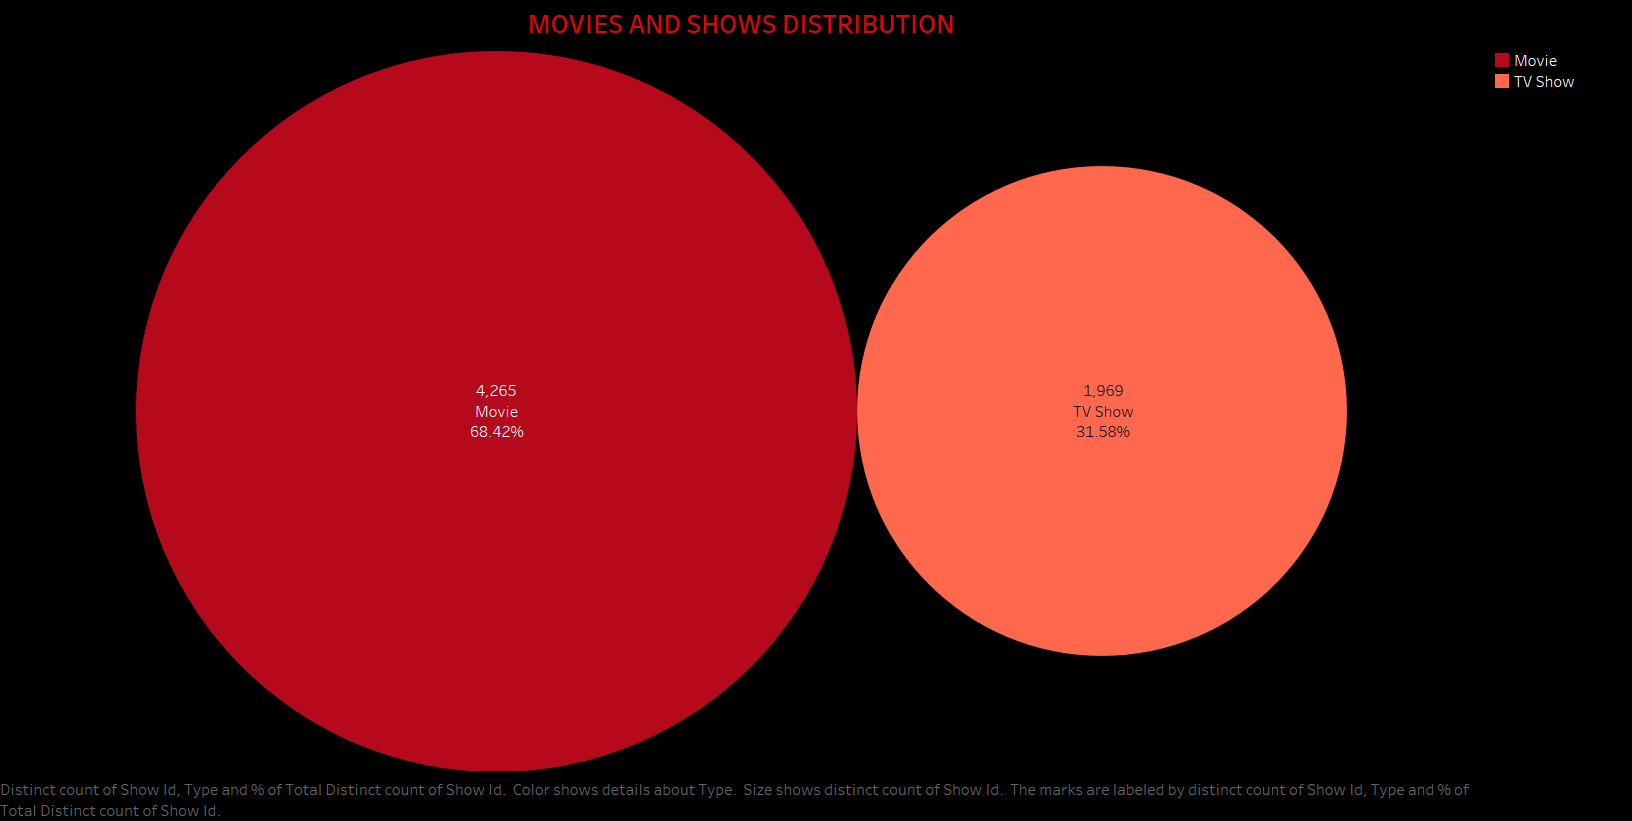 MOVIES AND SHOWS DISTRIBUTION
Movie
TV Show
4,265
Movie
68.42%
1,969
TV Show
31.58%
Distinct count of Show Id, Type and % of Total Distinct count of Show Id.  Color shows details about Type.  Size shows distinct count of Show Id.  The marks are labeled by distinct count of Show Id, Type and % of
Total Distinct count of Show Id.